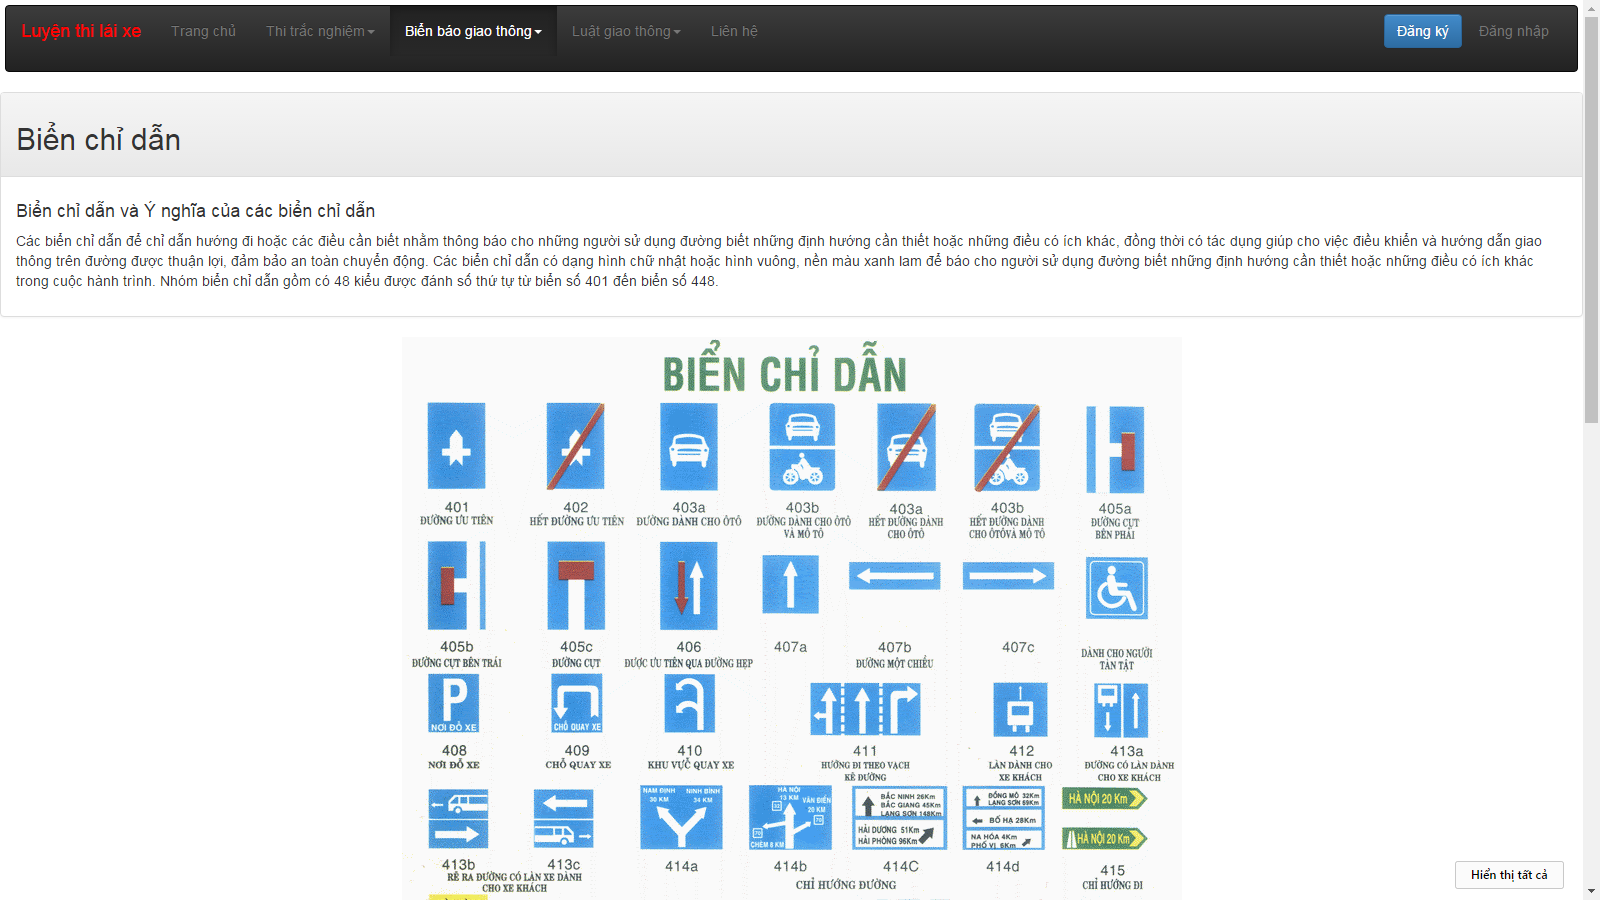 Luyện thi lái xe Trang chủ Thi trắc nghiệm Biển báo giao thông Luật giao thông Liên hệ Đăng ký Đăng nhập
Biển chỉ dẫn
Biển chỉ dẫn và Ý nghĩa của các biển chỉ dẫn
Các biển chỉ dẫn để chỉ dẫn hướng đi hoặc các điều cần biết nhằm thông báo cho những người sử dụng đường biết những định hướng cần thiết hoặc những điều có ích khác, đồng thời có tác dụng giúp cho việc điều khiển và hướng dẫn giao
thông trên đường được thuận lợi, đảm bảo an toàn chuyển động. Các biển chỉ dẫn có dạng hình chữ nhật hoặc hình vuông, nền màu xanh lam để báo cho người sử dụng đường biết những định hướng cần thiết hoặc những điều có ích khác
trong cuộc hành trình. Nhóm biển chỉ dẫn gồm có 48 kiểu được đánh số thứ tự từ biển số 401 đến biển số 448.
BIỂN CHỈ DẪN
401 402 403a 403b 403a 403b 405a
ĐƯỜNG ƯU TIÊN HẾT ĐƯỜNG ƯU TIÊN ĐƯỜNG DÀNH CHO ÔTÔ ĐƯỜNG DÀNH CHO ÔTÔ HẾT ĐƯỜNG DÀNH HẾT ĐƯỜNG DÀNH ĐƯỜNG CỤT
VÀ MÔ TÔ CHO ÔTÔ CHO ÔTÔVÀ MÔ TÔ BÊN PHẢI
405b 405c 406 407a 407b 407c
ĐƯỜNG CỤT BÊN TRÁI ĐƯỜNG CỤT ĐƯỢC ƯU TIÊN QUA ĐƯỜNG HẸP ĐƯỜNG MỘT CHIỀU DÀNH CHO NGƯỜI
TÀN TẬT
P
NƠI ĐỖ XE CHỖ QUAY XE
408 409 410 411 412 413a
NƠI ĐỖ XE CHỖ QUAY XE KHU VỰC QUAY XE HƯỚNG ĐI THEO VẠCH LÀN DÀNH CHO ĐƯỜNG CÓ LÀN DÀNH
KẺ ĐƯỜNG XE KHÁCH CHO XE KHÁCH
NAM ĐỊNH
30 KM
NINH BÌNH
34 KM
HÀ NỘI
13 KM
VĂN ĐIỂN
20 KM
70
CHÈM 8 KM
BẮC NINH 26Km
BẮC GIANG 45Km
LẠNG SƠN 148Km
HẢI DƯƠNG 51Km
HẢI PHÒNG 96Km
ĐỒNG MỎ 32Km
LẠNG SƠN 69Km
BỐ HẠ 28Km
NA HÓA 4Km
PHỐ VỊ 6Km
HÀ NỘI 20 Km
HÀ NỘI 20 Km
413b 413c 414a 414b 414C 414d 415
RẼ RA ĐƯỜNG CÓ LÀN XE DÀNH CHỈ HƯỚNG ĐƯỜNG CHỈ HƯỚNG ĐI
CHO XE KHÁCH
Hiển thị tất cả